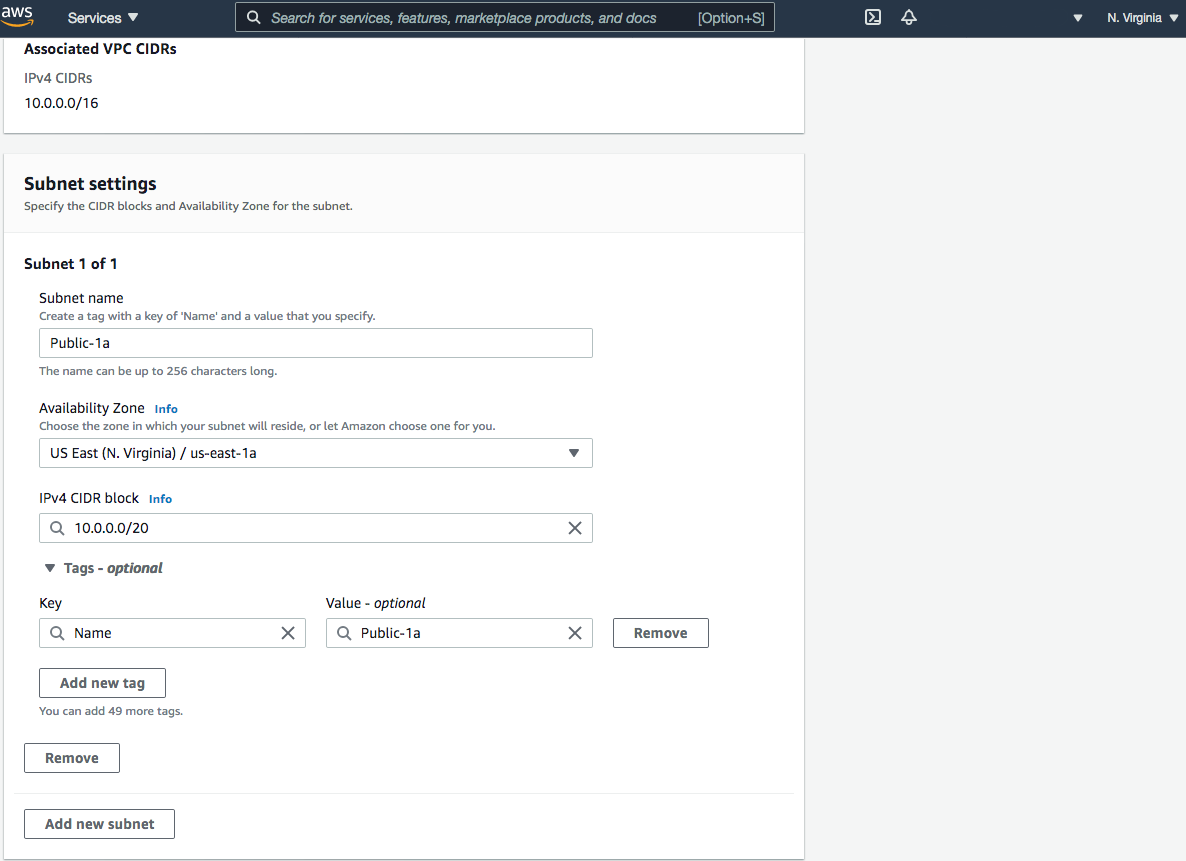 aws Services Search for services, features, marketplace products, and docs [Option+S] N. Virginia
Associated VPC CIDRs
IPv4 CIDRs
10.0.0.0/16
Subnet settings
Specify the CIDR blocks and Availability Zone for the subnet.
Subnet 1 of 1
Subnet name
Create a tag with a key of 'Name' and a value that you specify.
Public-1a
The name can be up to 256 characters long.
Availability Zone Info
Choose the zone in which your subnet will reside, or let Amazon choose one for you.
US East (N. Virginia) / us-east-1a
IPv4 CIDR block Info
10.0.0.0/20
Tags - optional
Key Value - optional
Name Public-1a Remove
Add new tag
You can add 49 more tags.
Remove
Add new subnet